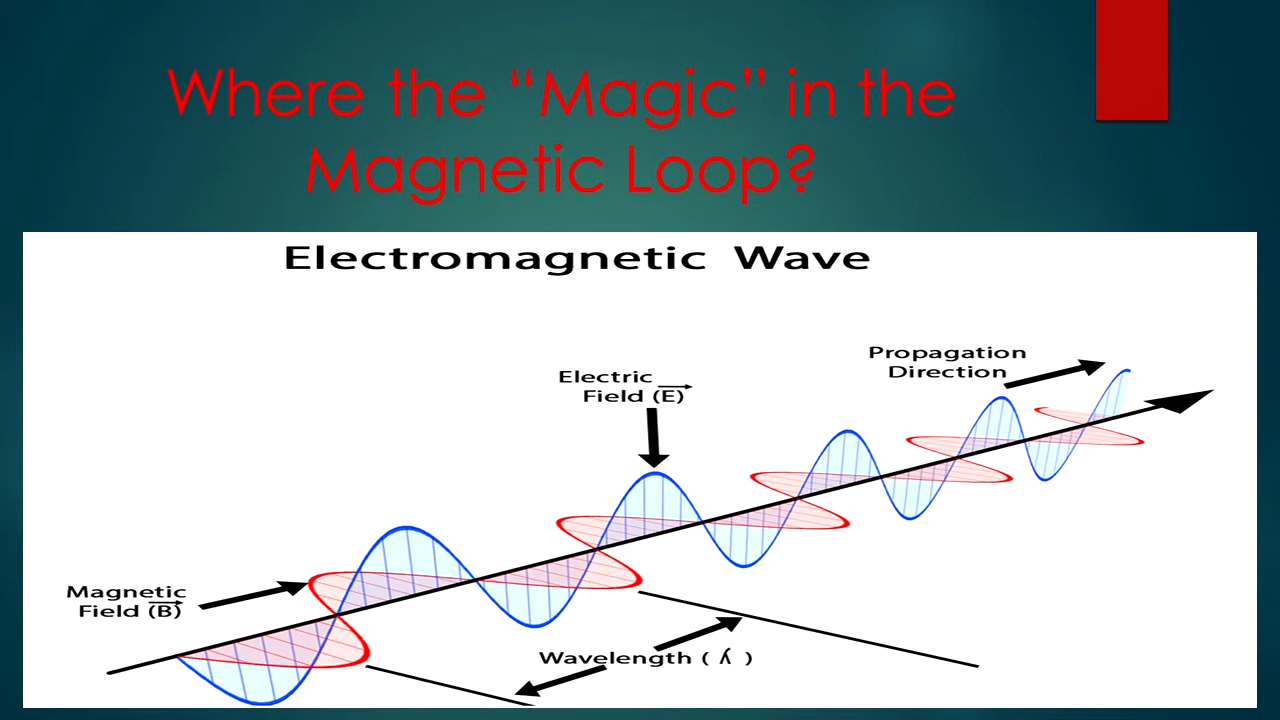 Where the “Magic” in the
Magnetic Loop?
Electromagnetic Wave
Propagation
Direction
Electric
Field (E)
Magnetic
Field (B)
Wavelength ( ʎ )